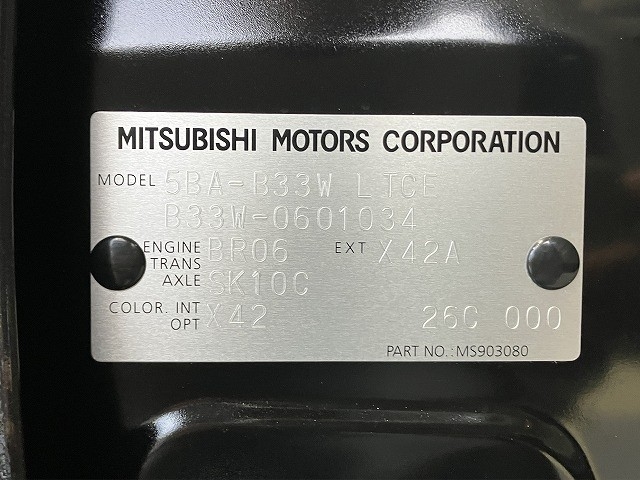 MITSUBISHI MOTORS CORPORATION
MODEL 5BA-B33W LTCE
B33W-0601034
ENGINE BR06 EXT X42A
TRANS AXLE SK10C
COLOR. INT OPT X42 26C 000
PART NO.:MS903080